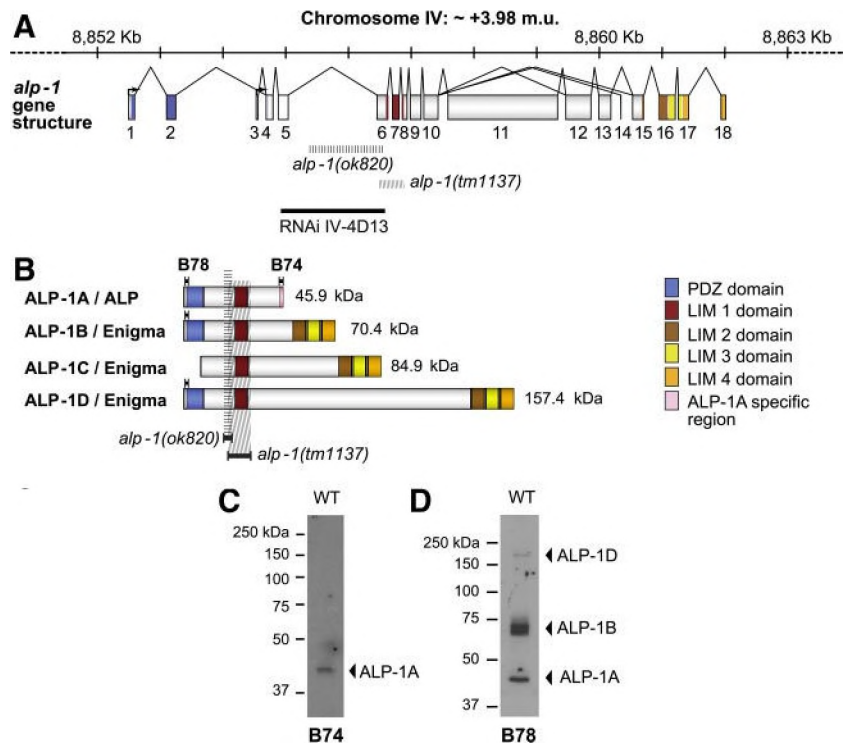 A
Chromosome IV: ~ +3.98 m.u.
8,852 Kb 8,860 Kb 8,863 Kb
alp-1
gene
structure
1 2 3 4 5 6 7 8 9 10 11 12 13 14 15 16 17 18
alp-1(ok820)
alp-1(tm1137)
RNAi IV-4D13
B
B78 B74
ALP-1A / ALP 45.9 kDa
ALP-1B / Enigma 70.4 kDa
ALP-1C / Enigma 84.9 kDa
ALP-1D / Enigma 157.4 kDa
alp-1(ok820)
alp-1(tm1137)
PDZ domain
LIM 1 domain
LIM 2 domain
LIM 3 domain
LIM 4 domain
ALP-1A specific
region
C WT
250 kDa
150
100
75
50
37
ALP-1A
B74
D WT
250 kDa
150
100
75
50
37
ALP-1D
ALP-1B
ALP-1A
B78